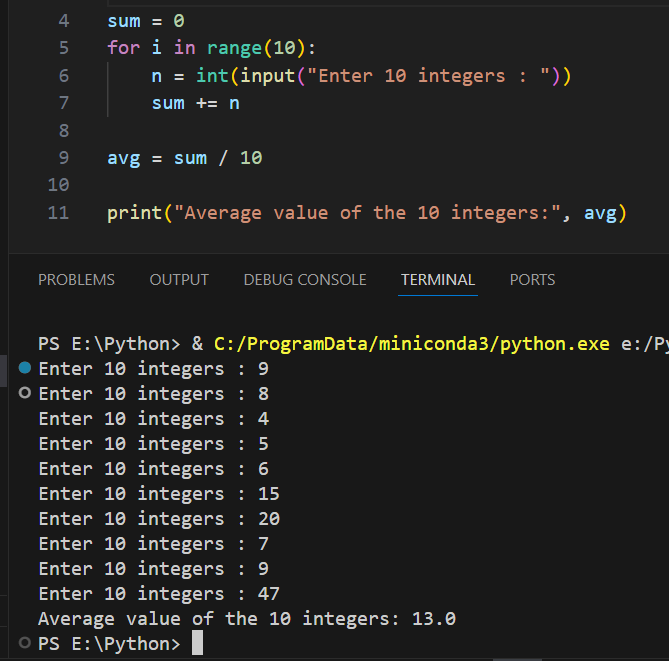 4 sum = 0
5 for i in range(10):
6 n = int(input("Enter 10 integers : "))
7 sum += n
8
9 avg = sum / 10
10
11 print("Average value of the 10 integers:", avg)
PROBLEMS OUTPUT DEBUG CONSOLE TERMINAL PORTS
PS E:\Python> & C:/ProgramData/miniconda3/python.exe e:/Py
Enter 10 integers : 9
Enter 10 integers : 8
Enter 10 integers : 4
Enter 10 integers : 5
Enter 10 integers : 6
Enter 10 integers : 15
Enter 10 integers : 20
Enter 10 integers : 7
Enter 10 integers : 9
Enter 10 integers : 47
Average value of the 10 integers: 13.0
PS E:\Python>